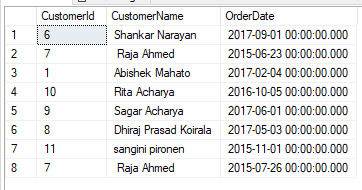 CustomerId CustomerName OrderDate
1 6 Shankar Narayan 2017-09-01 00:00:00.000
2 7 Raja Ahmed 2015-06-23 00:00:00.000
3 1 Abishek Mahato 2017-02-04 00:00:00.000
4 10 Rita Acharya 2016-10-05 00:00:00.000
5 9 Sagar Acharya 2017-06-01 00:00:00.000
6 8 Dhiraj Prasad Koirala 2017-05-03 00:00:00.000
7 11 sangini pironen 2015-11-01 00:00:00.000
8 7 Raja Ahmed 2015-07-26 00:00:00.000